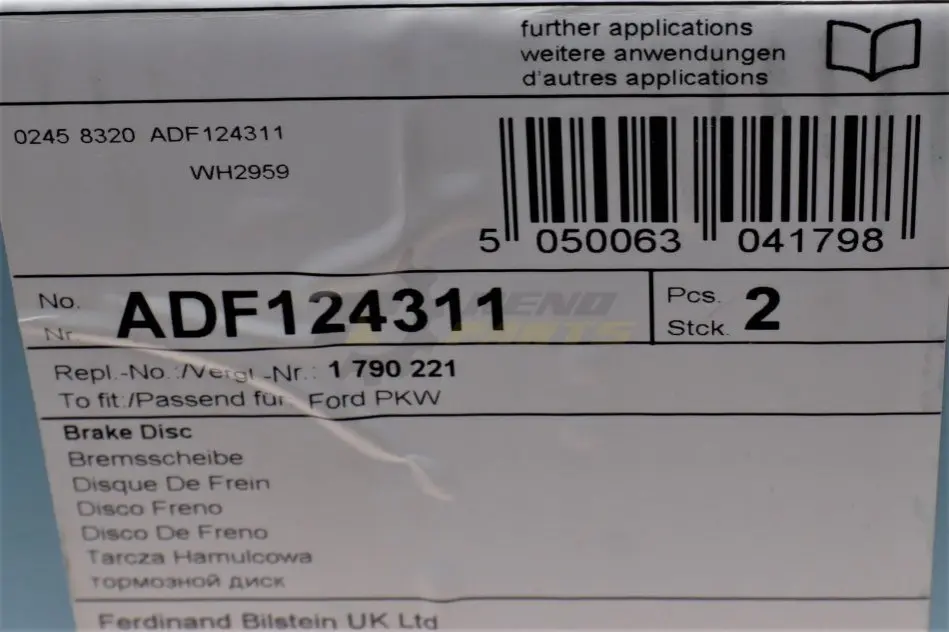 further applications
weitere anwendungen
d'autres applications
0245 8320 ADF124311
WH2959
5 050063 041798
No.
Nr.
ADF124311
Pcs.
Stck.
2
Repl.-No.:/Vergl.-Nr.: 1 790 221
To fit:/Passend für: Ford PKW
Brake Disc
Bremsscheibe
Disque De Frein
Disco Freno
Disco De Freno
Tarcza Hamulcowa
тормозной диск
Ferdinand Bilstein UK Ltd